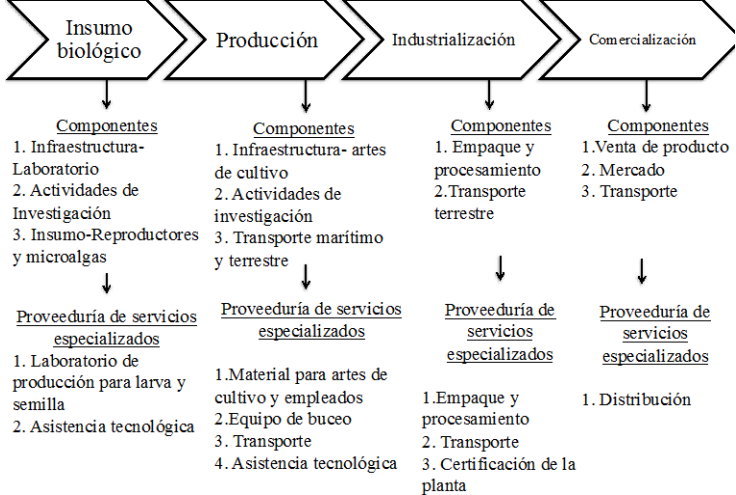 Insumo
biológico
Producción
Industrialización
Comercialización
Componentes
1. Infraestructura-
Laboratorio
2. Actividades de
Investigación
3. Insumo-Reproductores
y microalgas
Proveeduría de servicios
especializados
1. Laboratorio de
producción para larva y
semilla
2. Asistencia tecnológica
Componentes
1. Infraestructura- artes
de cultivo
2. Actividades de
investigación
3. Transporte marítimo
y terrestre
Proveeduría de servicios
especializados
1.Material para artes de
cultivo y empleados
2.Equipo de buceo
3. Transporte
4. Asistencia tecnológica
Componentes
1. Empaque y
procesamiento
2.Transporte
terrestre
Proveeduría de
servicios
especializados
1.Empaque y
procesamiento
2. Transporte
3. Certificación de la
planta
Componentes
1.Venta de producto
2. Mercado
3. Transporte
Proveeduría de
servicios
especializados
1. Distribución